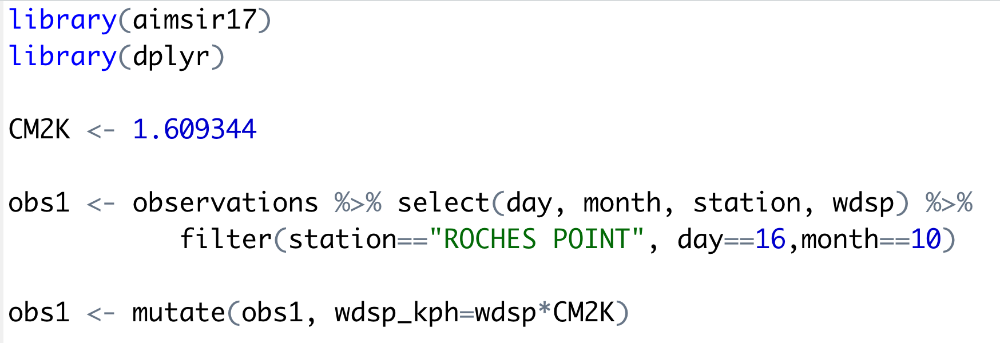 library(aimsir17)
library(dplyr)
CM2K <- 1.609344
obs1 <- observations %>% select(day, month, station, wdsp) %>%
filter(station=="ROCHES POINT", day==16,month==10)
obs1 <- mutate(obs1, wdsp_kph=wdsp*CM2K)